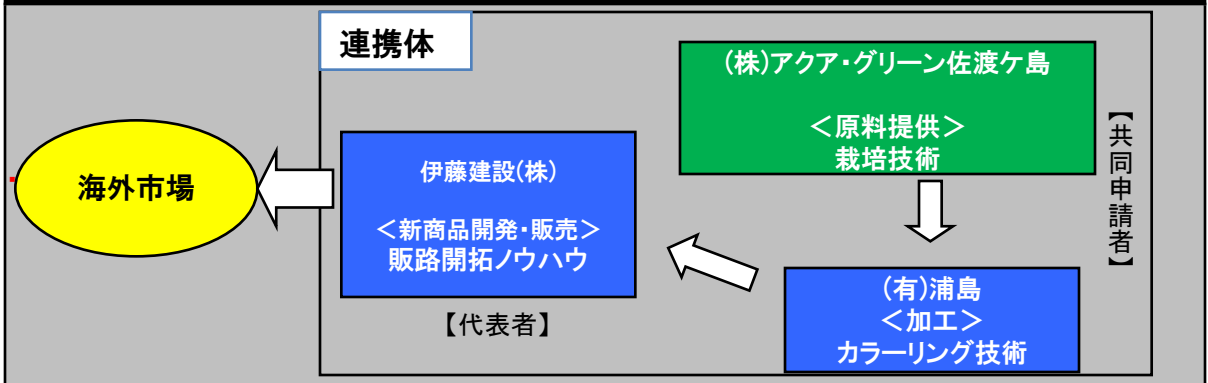 連携体
(株)アクア・グリーン佐渡ケ島
<原料提供>
栽培技術
【共同申請者】
海外市場
伊藤建設(株)
<新商品開発・販売>
販路開拓ノウハウ
【代表者】
(有)浦島
<加工>
カラーリング技術